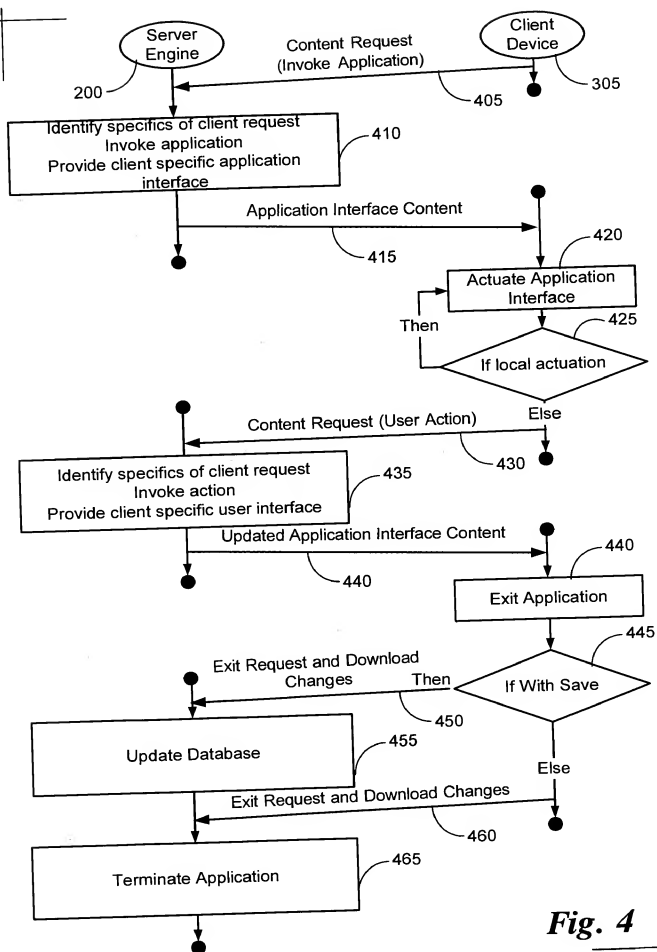 Server
Engine
Client
Device
Content Request
(Invoke Application)
200
405
305
Identify specifics of client request
Invoke application
Provide client specific application
interface
410
Application Interface Content
415
420
Actuate Application
Interface
Then
425
If local actuation
Else
Content Request (User Action)
430
Identify specifics of client request
Invoke action
Provide client specific user interface
435
Updated Application Interface Content
440
440
Exit Application
445
Exit Request and Download
Changes
Then
If With Save
450
Update Database
455
Else
Exit Request and Download Changes
460
Terminate Application
465
Fig. 4